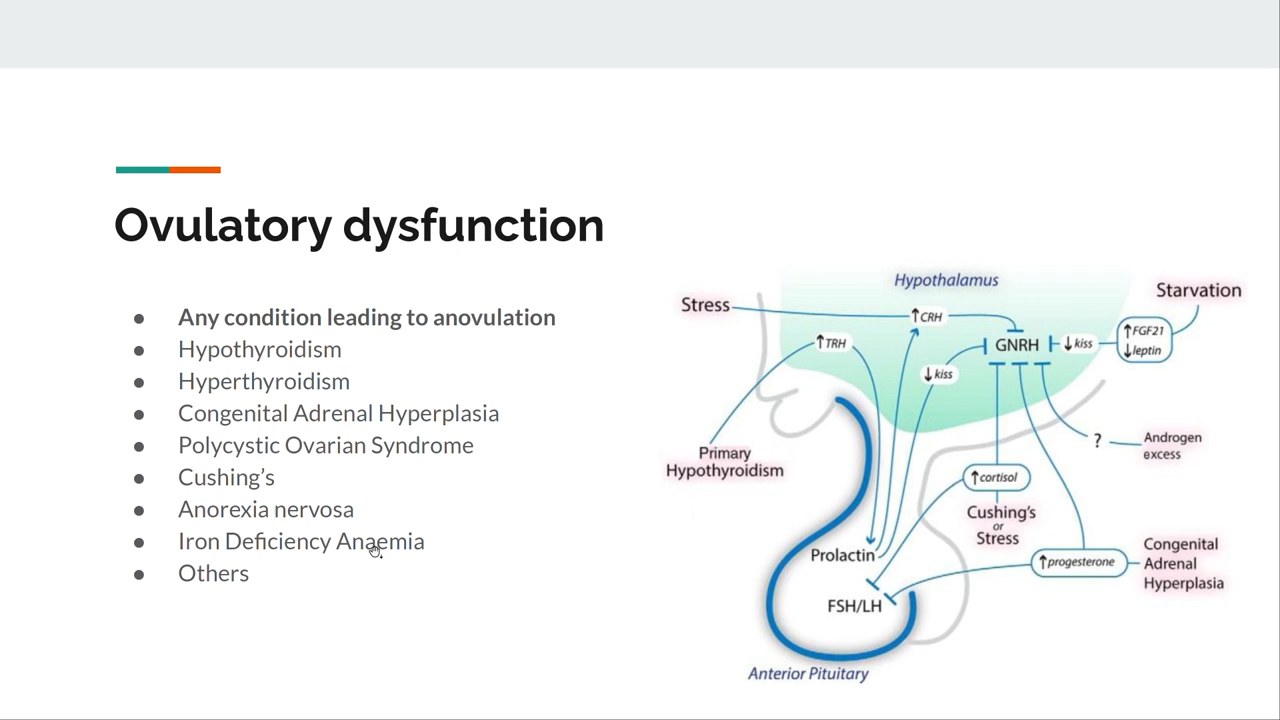 Ovulatory dysfunction
● Any condition leading to anovulation
● Hypothyroidism
● Hyperthyroidism
● Congenital Adrenal Hyperplasia
● Polycystic Ovarian Syndrome
● Cushing's
● Anorexia nervosa
● Iron Deficiency Anaemia
● Others
Hypothalamus
Stress
↑CRH
Starvation
↑TRH
GNRH
↓kiss
↑FGF21
↓leptin
↓kiss
Primary
Hypothyroidism
?
Androgen
excess
↑cortisol
Cushing's
or
Stress
Prolactin
↑progesterone
Congenital
Adrenal
Hyperplasia
FSH/LH
Anterior Pituitary